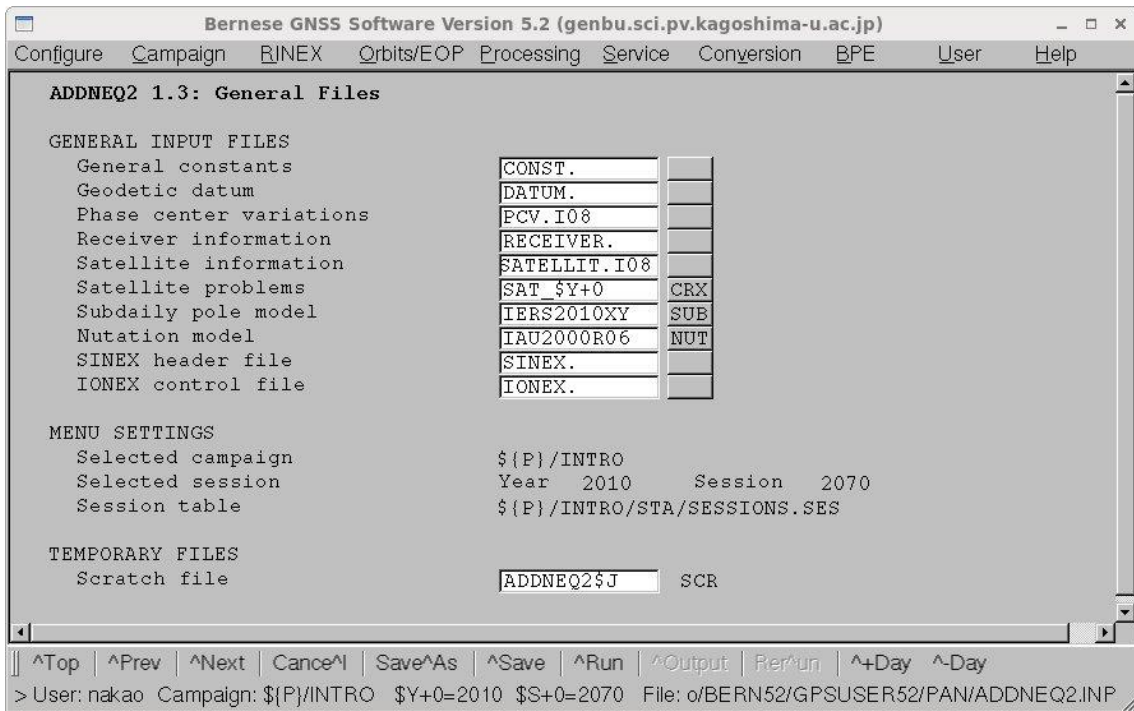 Bernese GNSS Software Version 5.2 (genbu.sci.pv.kagoshima-u.ac.jp)
Configure Campaign RINEX Orbits/EOP Processing Service Conversion BPE User Help
ADDNEQ2 1.3: General Files
GENERAL INPUT FILES
General constants CONST.
Geodetic datum DATUM.
Phase center variations PCV.I08
Receiver information RECEIVER.
Satellite information SATELLIT.I08
Satellite problems SAT_$Y+0 CRX
Subdaily pole model IERS2010XY SUB
Nutation model IAU2000R06 NUT
SINEX header file SINEX.
IONEX control file IONEX.
MENU SETTINGS
Selected campaign ${P}/INTRO
Selected session Year 2010 Session 2070
Session table ${P}/INTRO/STA/SESSIONS.SES
TEMPORARY FILES
Scratch file ADDNEQ2$J SCR
^Top | ^Prev | ^Next | Cance^l | Save^As | ^Save | ^Run | ^Output | Rer^un | ^+Day ^-Day
> User: nakao Campaign: ${P}/INTRO $Y+0=2010 $S+0=2070 File: o/BERN52/GPSUSER52/PAN/ADDNEQ2.INP